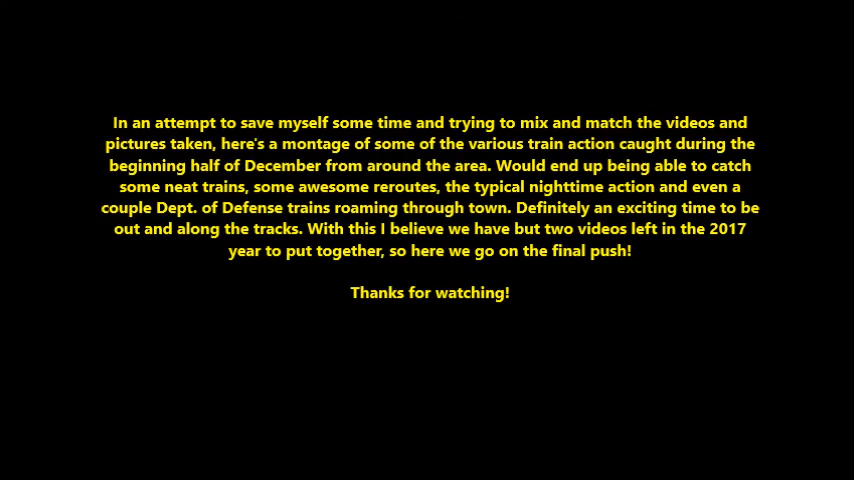 In an attempt to save myself some time and trying to mix and match the videos and
pictures taken, here's a montage of some of the various train action caught during the
beginning half of December from around the area. Would end up being able to catch
some neat trains, some awesome reroutes, the typical nighttime action and even a
couple Dept. of Defense trains roaming through town. Definitely an exciting time to be
out and along the tracks. With this I believe we have but two videos left in the 2017
year to put together, so here we go on the final push!
Thanks for watching!